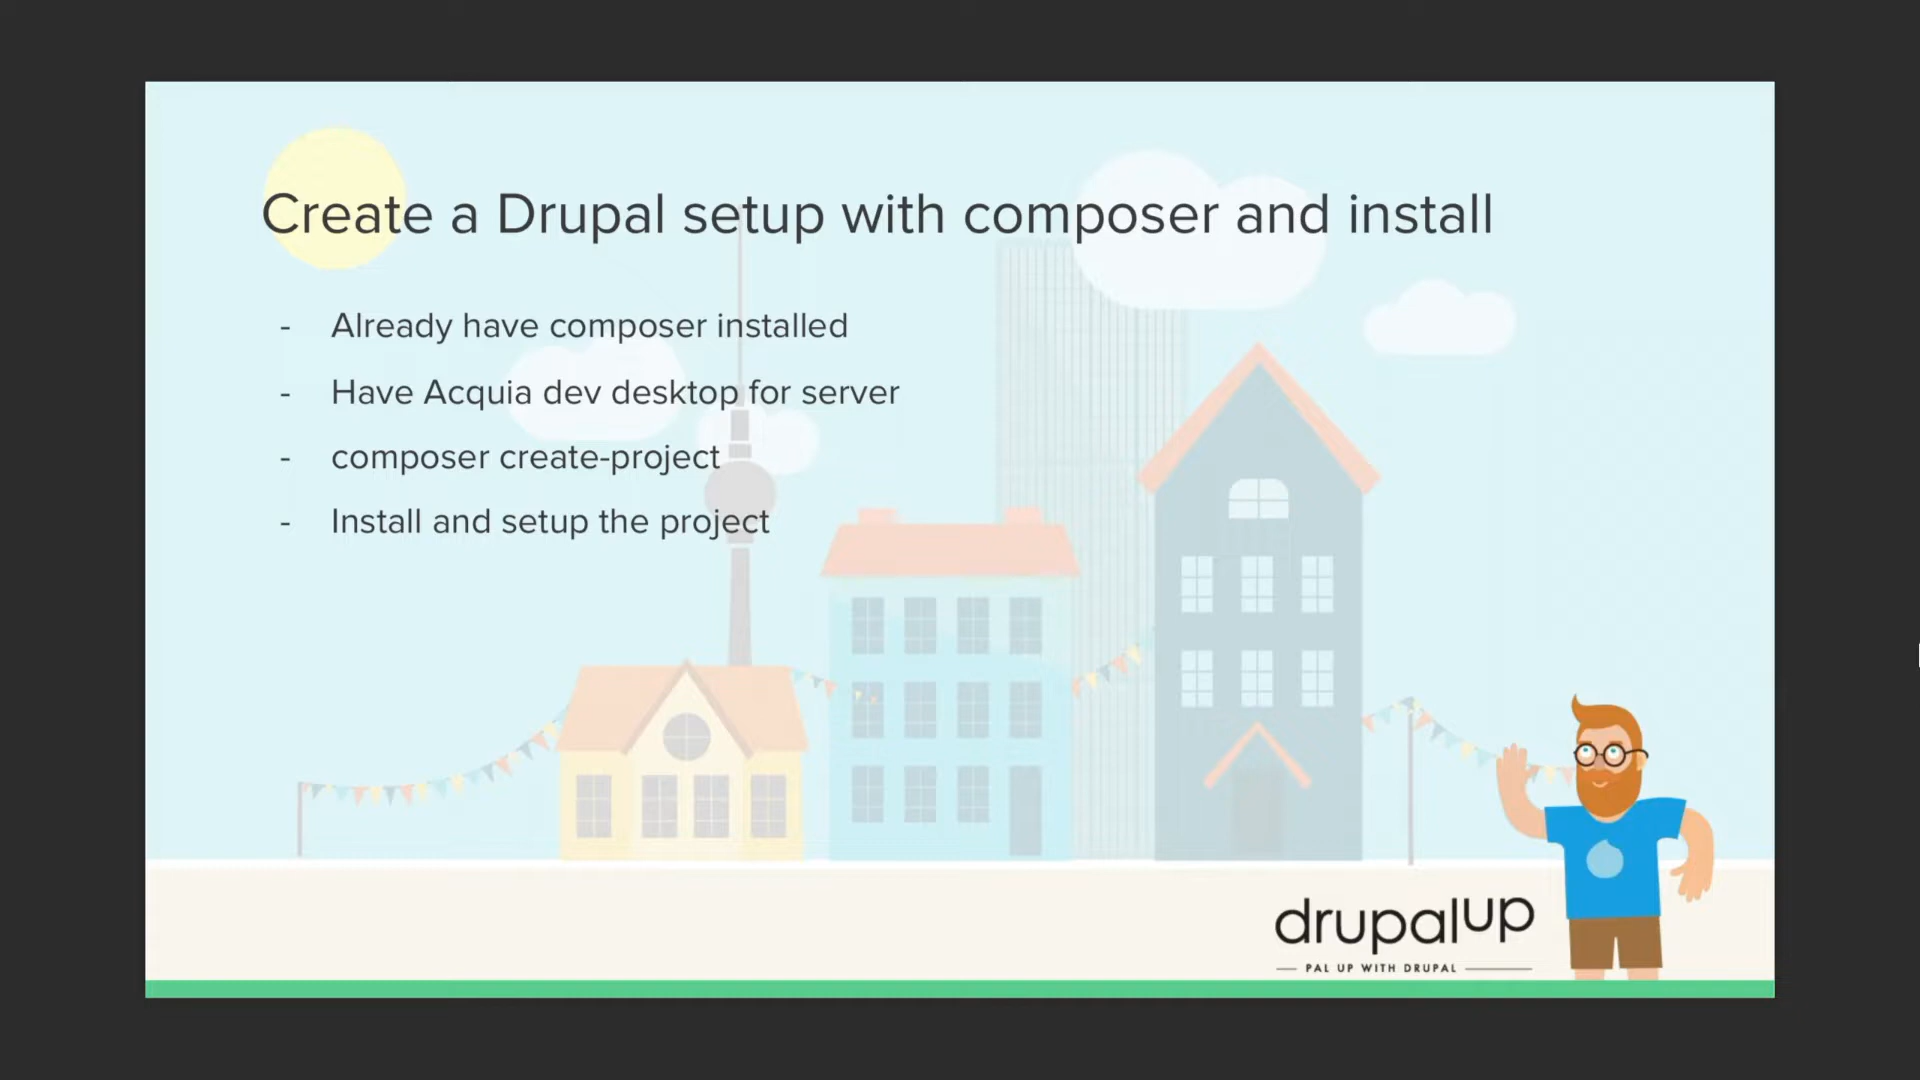 Create a Drupal setup with composer and install
- Already have composer installed
- Have Acquia dev desktop for server
- composer create-project
- Install and setup the project
drupalup
PAL UP WITH DRUPAL